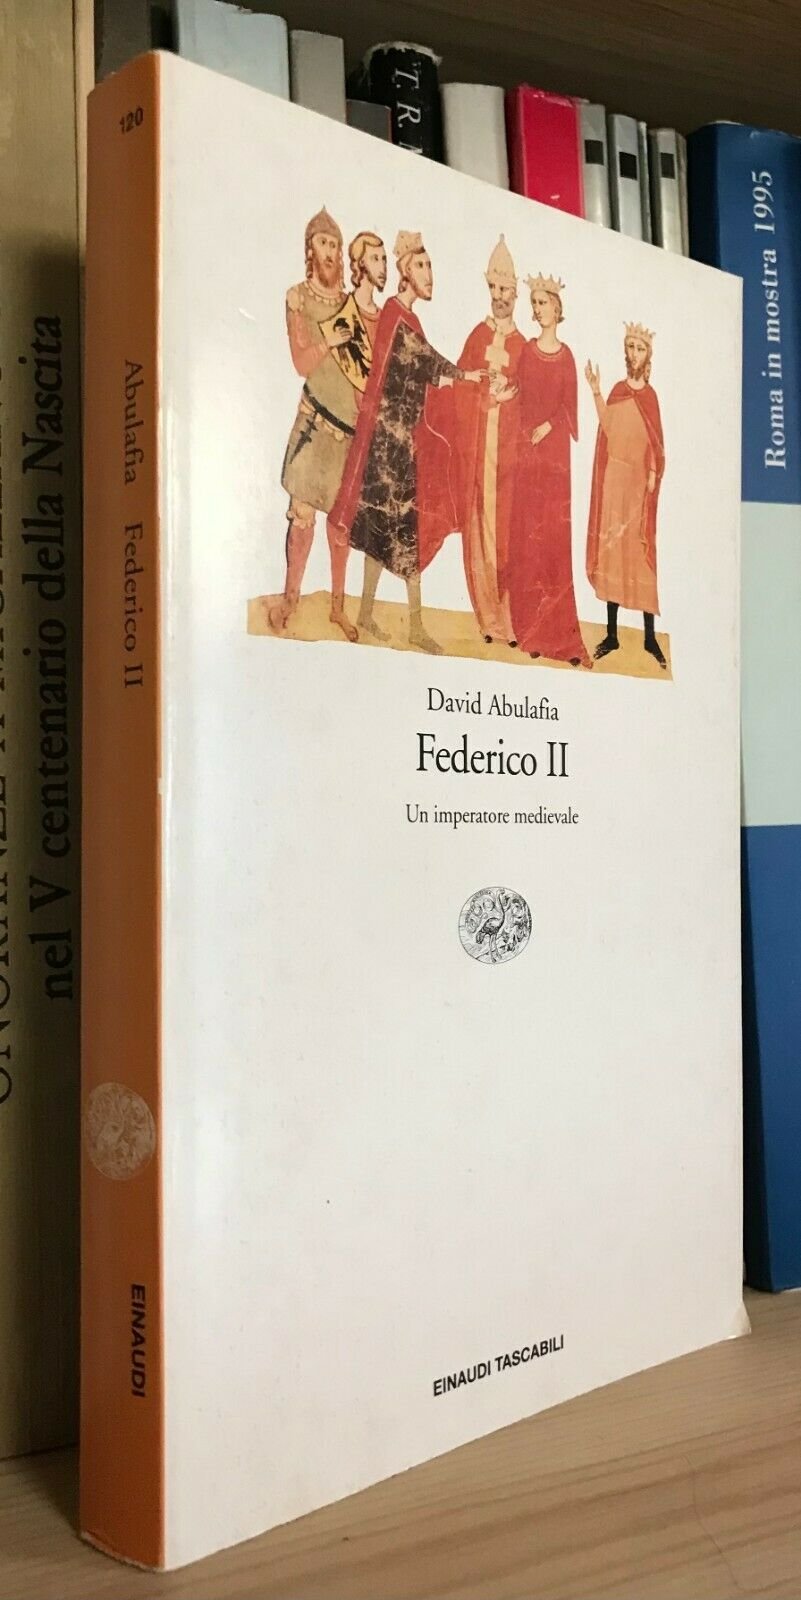 120
Abulafia Federico II
EINAUDI
David Abulafia
Federico II
Un imperatore medievale
EINAUDI TASCABILI
nel V centenario della Nascita
T. R.
Roma in mostra 1995